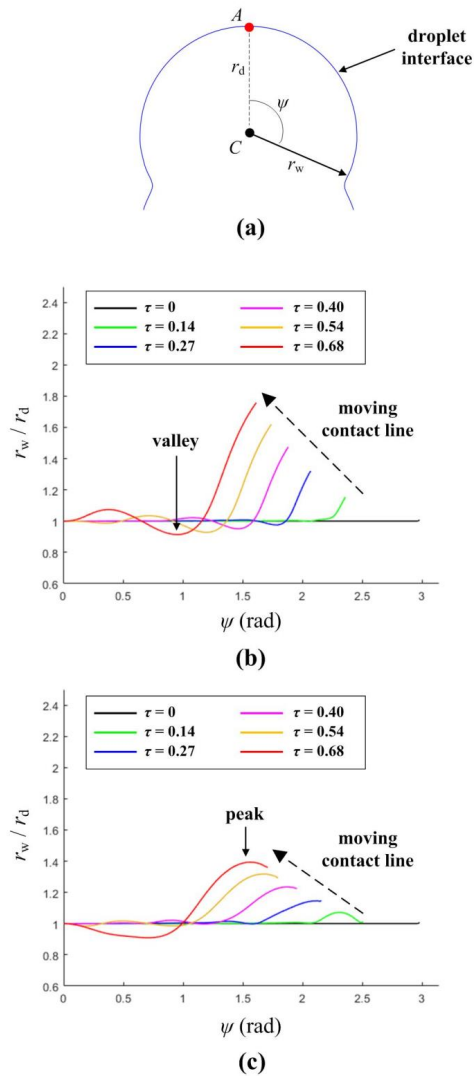 A
droplet
interface
r_d
ψ
C
r_w
(a)
2.4
2.2
2
1.8
1.6
1.4
1.2
1
0.8
0.6
r_w / r_d
τ = 0
τ = 0.40
τ = 0.14
τ = 0.54
τ = 0.27
τ = 0.68
moving
contact line
valley
0 0.5 1 1.5 2 2.5 3
ψ (rad)
(b)
2.4
2.2
2
1.8
1.6
1.4
1.2
1
0.8
0.6
r_w / r_d
τ = 0
τ = 0.40
τ = 0.14
τ = 0.54
τ = 0.27
τ = 0.68
peak
moving
contact line
0 0.5 1 1.5 2 2.5 3
ψ (rad)
(c)